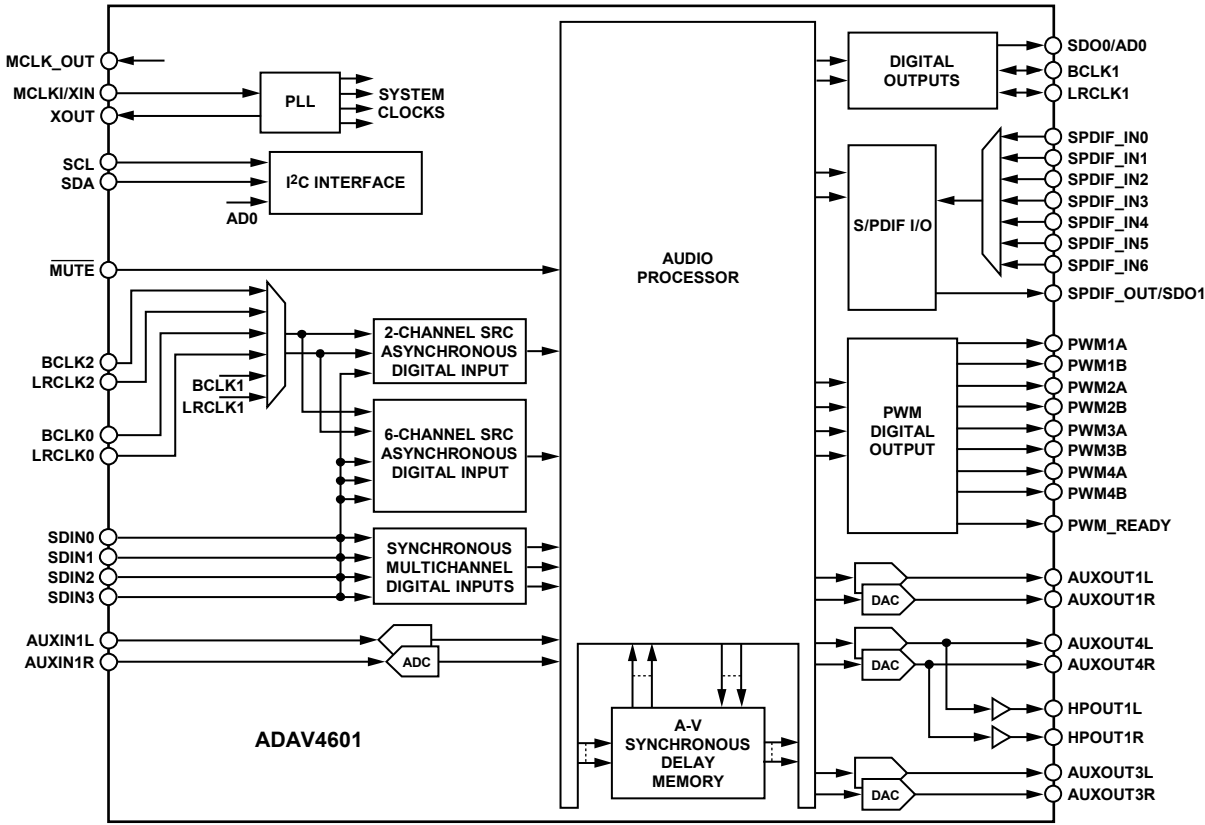 MCLK_OUT
MCLKI/XIN
XOUT
PLL
SYSTEM
CLOCKS
SCL
SDA
AD0
I²C INTERFACE
MUTE
BCLK2
LRCLK2
BCLK1
LRCLK1
BCLK0
LRCLK0
2-CHANNEL SRC
ASYNCHRONOUS
DIGITAL INPUT
6-CHANNEL SRC
ASYNCHRONOUS
DIGITAL INPUT
SDIN0
SDIN1
SDIN2
SDIN3
SYNCHRONOUS
MULTICHANNEL
DIGITAL INPUTS
AUXIN1L
AUXIN1R
ADC
ADAV4601
AUDIO
PROCESSOR
A-V
SYNCHRONOUS
DELAY
MEMORY
DIGITAL
OUTPUTS
SDO0/AD0
BCLK1
LRCLK1
S/PDIF I/O
SPDIF_IN0
SPDIF_IN1
SPDIF_IN2
SPDIF_IN3
SPDIF_IN4
SPDIF_IN5
SPDIF_IN6
SPDIF_OUT/SDO1
PWM
DIGITAL
OUTPUT
PWM1A
PWM1B
PWM2A
PWM2B
PWM3A
PWM3B
PWM4A
PWM4B
PWM_READY
DAC
AUXOUT1L
AUXOUT1R
DAC
AUXOUT4L
AUXOUT4R
HPOUT1L
HPOUT1R
DAC
AUXOUT3L
AUXOUT3R